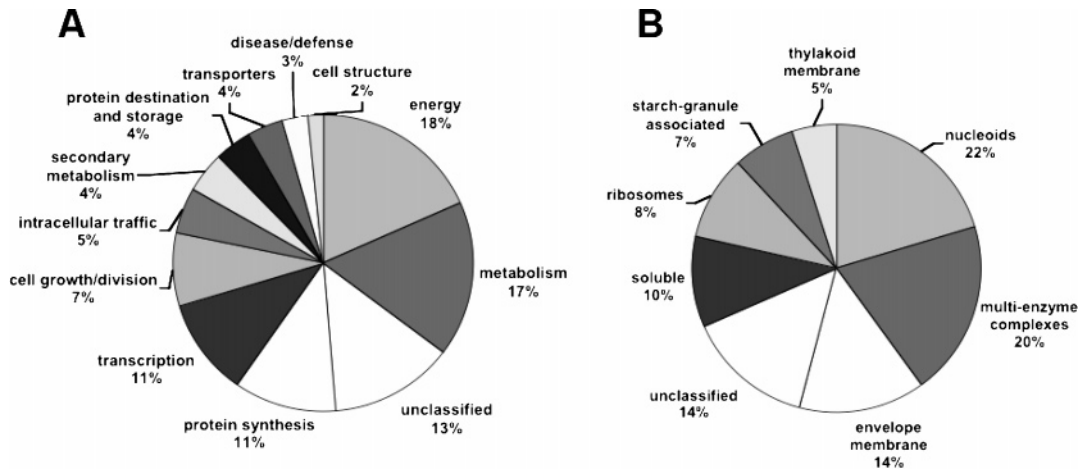 A
disease/defense
3%
transporters
4%
cell structure
2%
protein destination
and storage
4%
energy
18%
secondary
metabolism
4%
intracellular traffic
5%
metabolism
17%
cell growth/division
7%
transcription
11%
unclassified
13%
protein synthesis
11%
B
thylakoid
membrane
5%
starch-granule
associated
7%
nucleoids
22%
ribosomes
8%
soluble
10%
multi-enzyme
complexes
20%
unclassified
14%
envelope
membrane
14%